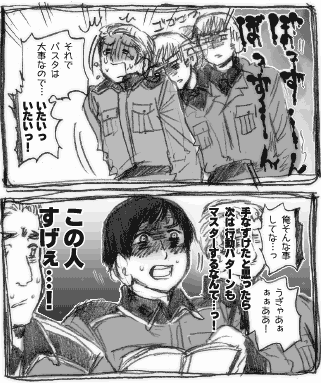 ぼっすーん
ぼっすーん
それで
パスタは
大事なので…
いたいっ
いたいっ!
俺そんな事
してな…っ
うぎゃあぁ
ぁぁああ!
手なずけたと思ったら
次は行動パターンも
マスターするなんて…っ!
この人
すげぇ…!